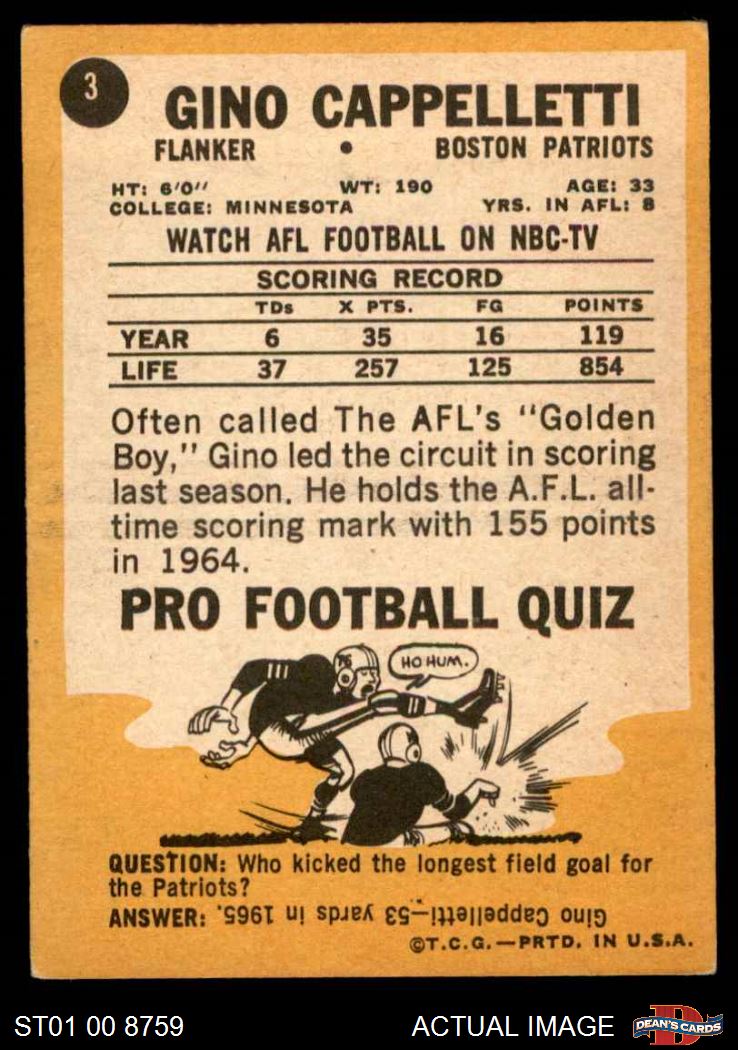 3
GINO CAPPELLETTI
FLANKER • BOSTON PATRIOTS
HT: 6'0" WT: 190 AGE: 33
COLLEGE: MINNESOTA YRS. IN AFL: 8
WATCH AFL FOOTBALL ON NBC-TV
SCORING RECORD
TDs X PTS. FG POINTS
YEAR 6 35 16 119
LIFE 37 257 125 854
Often called The AFL's "Golden
Boy," Gino led the circuit in scoring
last season. He holds the A.F.L. all-
time scoring mark with 155 points
in 1964.
PRO FOOTBALL QUIZ
76
HO HUM.
QUESTION: Who kicked the longest field goal for
the Patriots?
ANSWER: Gino Cappelletti—53 yards in 1965.
©T.C.G.—PRTD. IN U.S.A.
ST01 00 8759 ACTUAL IMAGE D DEAN'S CARDS